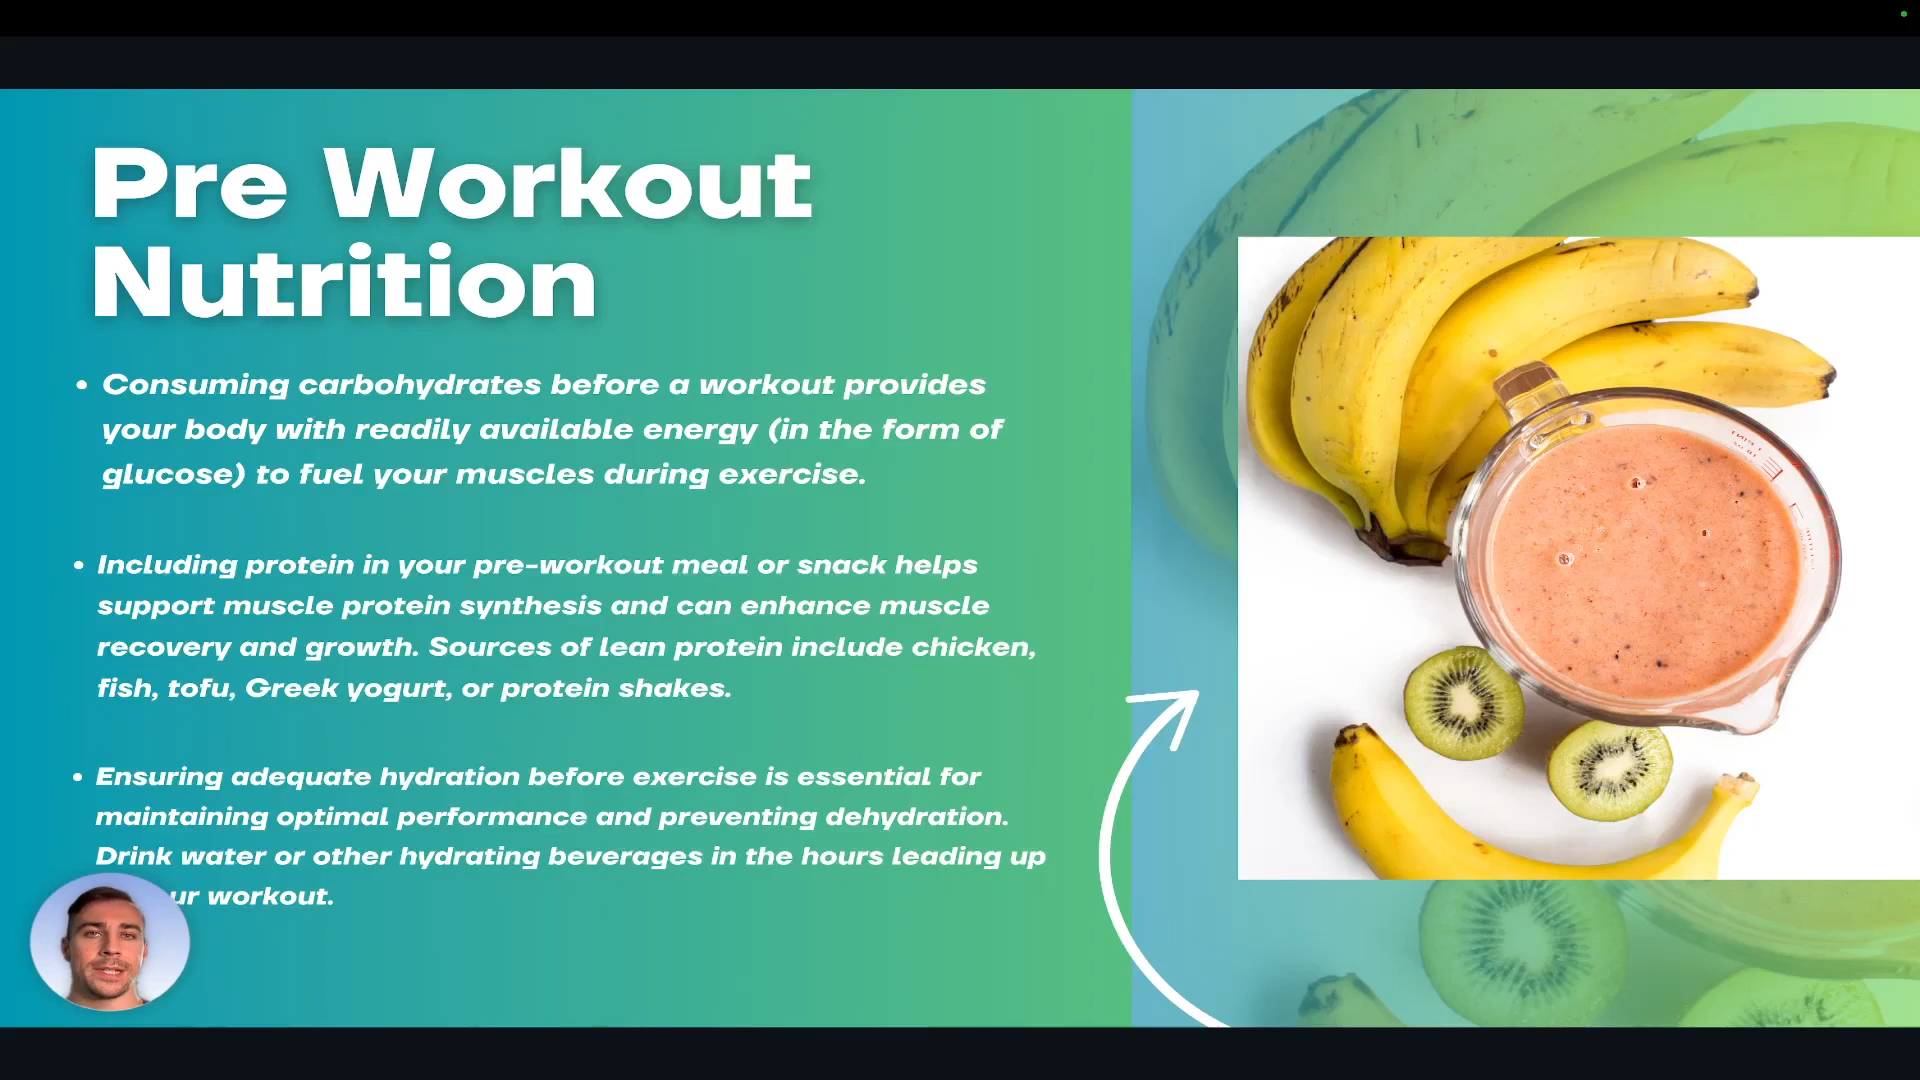 Pre Workout
Nutrition
• Consuming carbohydrates before a workout provides
your body with readily available energy (in the form of
glucose) to fuel your muscles during exercise.
• Including protein in your pre-workout meal or snack helps
support muscle protein synthesis and can enhance muscle
recovery and growth. Sources of lean protein include chicken,
fish, tofu, Greek yogurt, or protein shakes.
• Ensuring adequate hydration before exercise is essential for
maintaining optimal performance and preventing dehydration.
Drink water or other hydrating beverages in the hours leading up
workout.